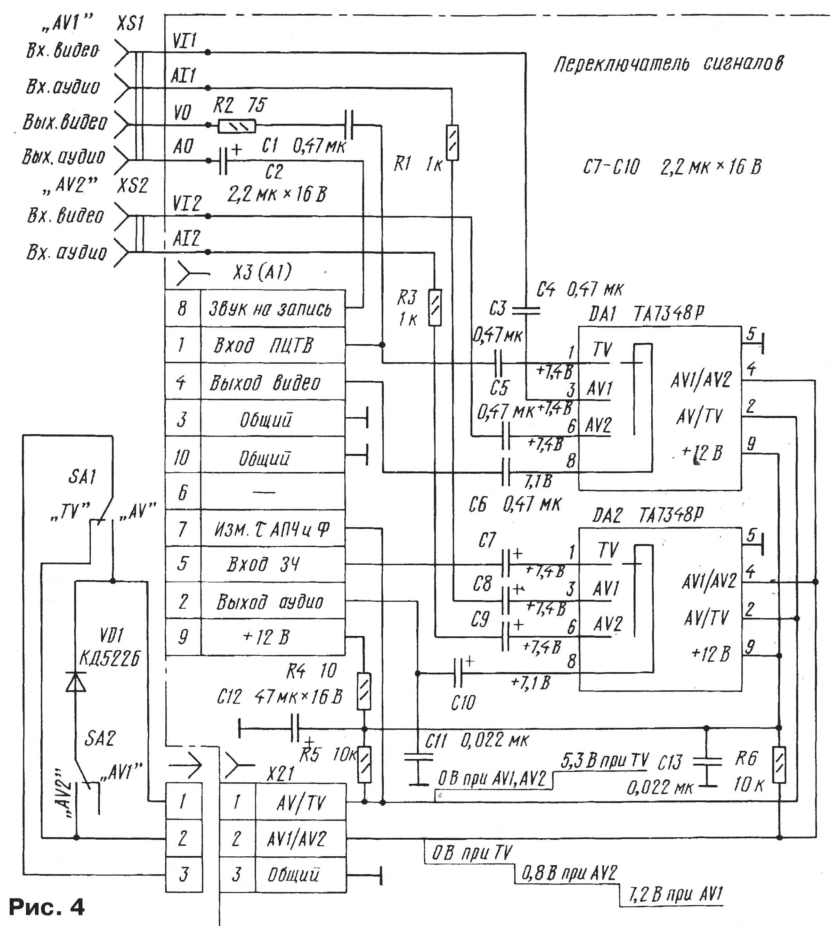 „AV1" XS1
Вх. видео
VI1
Вх. аудио
AI1
Вых. видео
VO
R2 75
C1 0,47 мк
Вых. аудио
AO
+
C2
2,2 мк × 16 В
„AV2" XS2
Вх. видео
VI2
Вх. аудио
AI2
Переключатель сигналов
R1 1к
C7–C10 2,2 мк × 16 В
X3 (A1)
8 Звук на запись
1 Вход ПЦТВ
4 Выход видео
3 Общий
10 Общий
6 —
7 Изм. τ АПЧ и Ф
5 Вход ЗЧ
2 Выход аудио
9 +12 В
R3
1к
C4 0,47 мк
C3
0,47 мк
C5
0,47 мк
C6 0,47 мк
DA1 TA7348P
1 TV
+7,4 В
3 AV1
+7,4 В
6 AV2
+7,4 В
8
7,1 В
5
AV1/AV2 4
AV/TV 2
+12 В 9
DA2 TA7348P
C7
+
1 TV
+7,4 В
C8
+
3 AV1
+7,4 В
C9
+
6 AV2
+7,4 В
8
+
+7,1 В
C10
5
AV1/AV2 4
AV/TV 2
+12 В 9
SA1
„TV" „AV"
VD1
КД522Б
SA2
„AV2" „AV1"
R4 10
C12 47 мк × 16 В
+
R5 10к
C11 0,022 мк
C13
0,022 мк
R6
10к
5,3 В при TV
0 В при AV1, AV2
X21
1 1 AV/TV
2 2 AV1/AV2
3 3 Общий
0 В при TV
0,8 В при AV2
7,2 В при AV1
Рис. 4